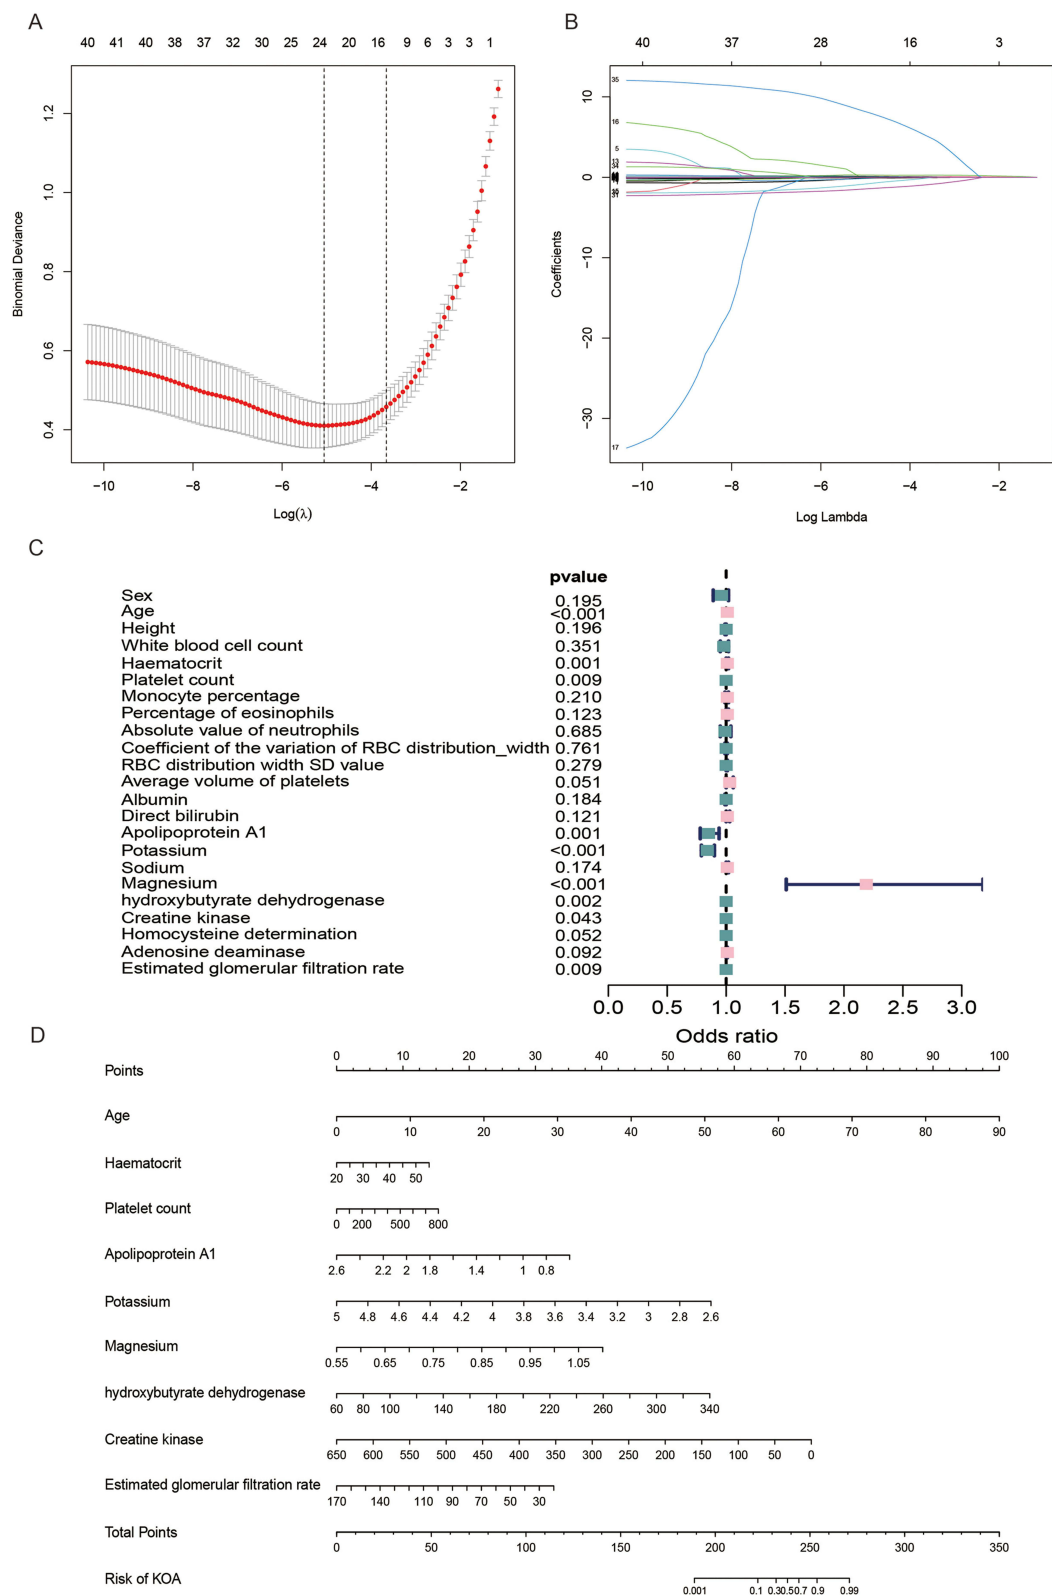 A
40 41 40 38 37 32 30 25 24 20 16 9 6 3 3 1
Binomial Deviance
1.2
1.0
0.8
0.6
0.4
−10 −8 −6 −4 −2
Log(λ)
B
40 37 28 16 3
Coefficients
10
0
−10
−20
−30
35
16
5
13
34
31
17
−10 −8 −6 −4 −2
Log Lambda
C
pvalue
Sex 0.195
Age <0.001
Height 0.196
White blood cell count 0.351
Haematocrit 0.001
Platelet count 0.009
Monocyte percentage 0.210
Percentage of eosinophils 0.123
Absolute value of neutrophils 0.685
Coefficient of the variation of RBC distribution_width 0.761
RBC distribution width SD value 0.279
Average volume of platelets 0.051
Albumin 0.184
Direct bilirubin 0.121
Apolipoprotein A1 0.001
Potassium <0.001
Sodium 0.174
Magnesium <0.001
hydroxybutyrate dehydrogenase 0.002
Creatine kinase 0.043
Homocysteine determination 0.052
Adenosine deaminase 0.092
Estimated glomerular filtration rate 0.009
0.0 0.5 1.0 1.5 2.0 2.5 3.0
Odds ratio
D
Points 0 10 20 30 40 50 60 70 80 90 100
Age 0 10 20 30 40 50 60 70 80 90
Haematocrit 20 30 40 50
Platelet count 0 200 500 800
Apolipoprotein A1 2.6 2.2 2 1.8 1.4 1 0.8
Potassium 5 4.8 4.6 4.4 4.2 4 3.8 3.6 3.4 3.2 3 2.8 2.6
Magnesium 0.55 0.65 0.75 0.85 0.95 1.05
hydroxybutyrate dehydrogenase 60 80 100 140 180 220 260 300 340
Creatine kinase 650 600 550 500 450 400 350 300 250 200 150 100 50 0
Estimated glomerular filtration rate 170 140 110 90 70 50 30
Total Points 0 50 100 150 200 250 300 350
Risk of KOA 0.001 0.1 0.3 0.5 0.7 0.9 0.99